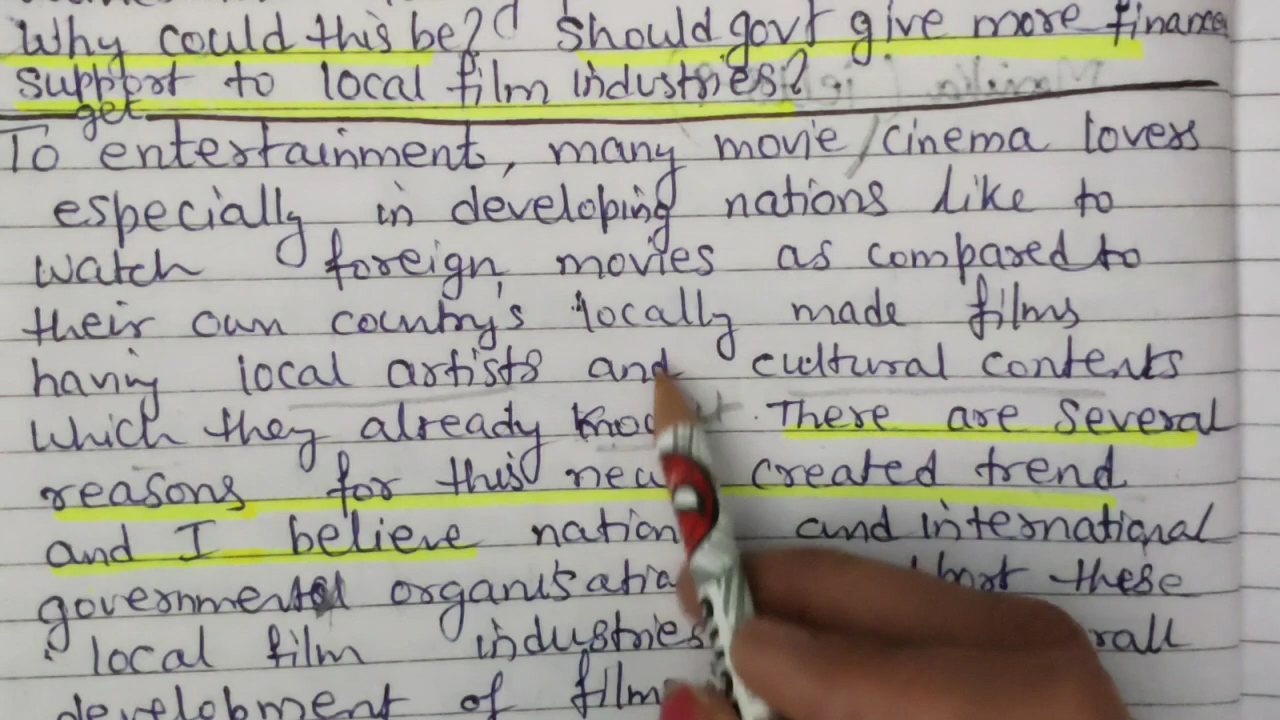 Why could this be? Should govt give more finance
support to local film industries?
get
To entertainment, many movie/cinema lovers
especially in developing nations like to
watch foreign movies as compared to
their own country's locally made films
having local artists and cultural contents
which they already There are several
reasons for this created trend
and I believe nation and international
governmental these
local film industries
development of film